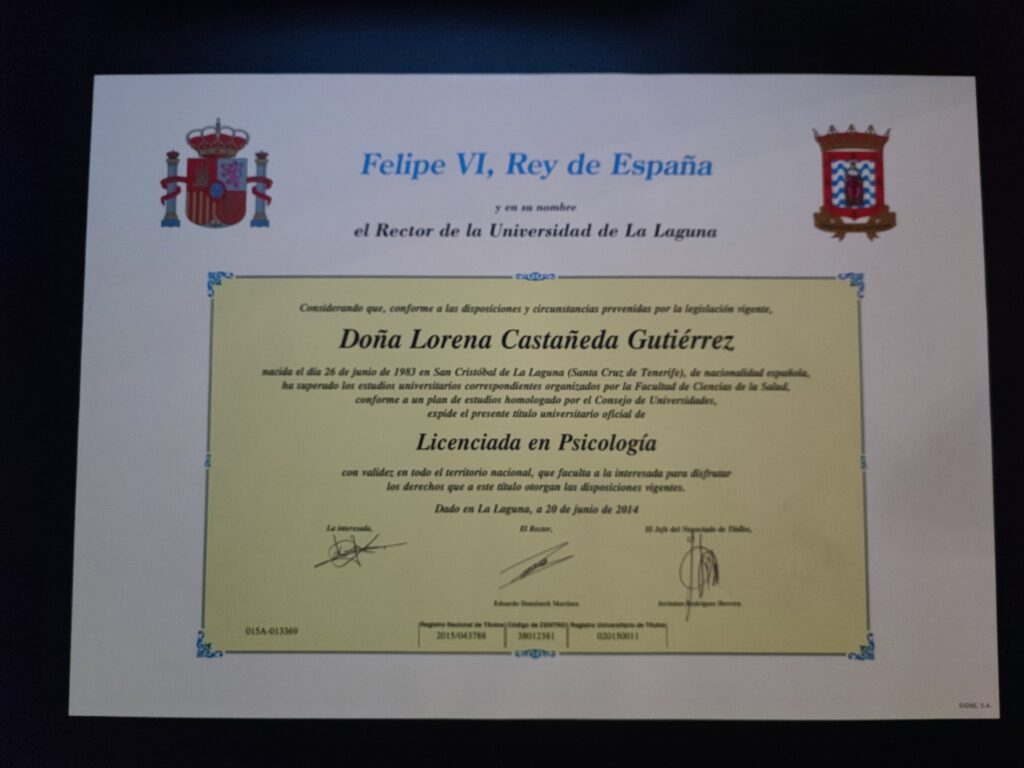 Felipe VI, Rey de España
y en su nombre
el Rector de la Universidad de La Laguna
Considerando que, conforme a las disposiciones y circunstancias prevenidas por la legislación vigente,
Doña Lorena Castañeda Gutiérrez
nacida el día 26 de junio de 1983 en San Cristóbal de La Laguna (Santa Cruz de Tenerife), de nacionalidad española,
ha superado los estudios universitarios correspondientes organizados por la Facultad de Ciencias de la Salud,
conforme a un plan de estudios homologado por el Consejo de Universidades,
expide el presente título universitario oficial de
Licenciada en Psicología
con validez en todo el territorio nacional, que faculta a la interesada para disfrutar
los derechos que a este título otorgan las disposiciones vigentes.
Dado en La Laguna, a 20 de junio de 2014
La interesada, El Rector, El Jefe del Negociado de Títulos,
Eduardo Doménech Martínez Rodríguez Herrera
Registro Nacional de Títulos Código de CENTRO Registro Universitario de Títulos
015A-013369 2015/043788 38012381 020150011
SIGNE, S.A.